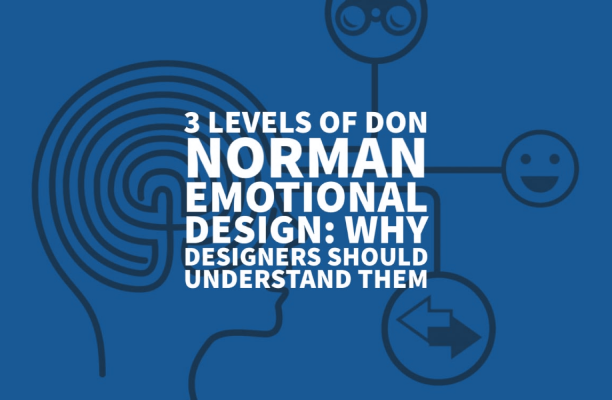 3 LEVELS OF DON
NORMAN
EMOTIONAL
DESIGN: WHY
DESIGNERS SHOULD
UNDERSTAND THEM